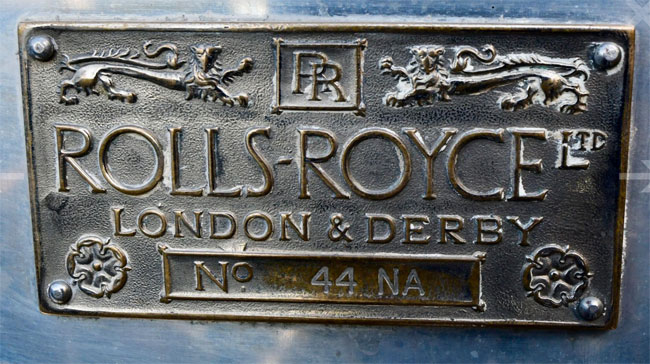 RR
ROLLS-ROYCE LTD
LONDON & DERBY
No 44 NA